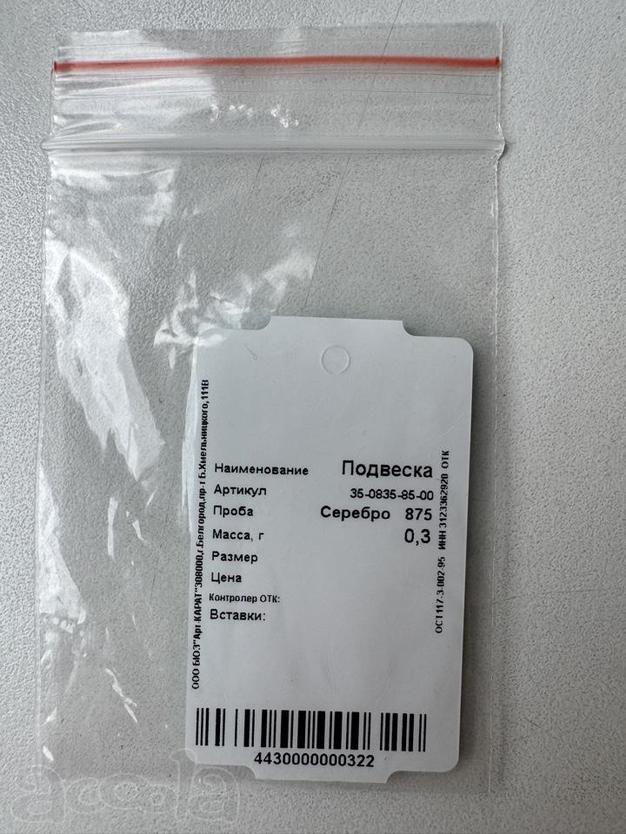 Наименование Подвеска
Артикул 35-0835-85-00
Проба Серебро 875
Масса, г 0,3
Размер
Цена
Контролер ОТК:
Вставки:
4430000000322
ООО БЮЗ"Арт-КАРАТ"308000,г.Белгород,пр-т Б.Хмельницкого,111В
ОСТ117-3-002-95 ИНН 3123362920 ОТК